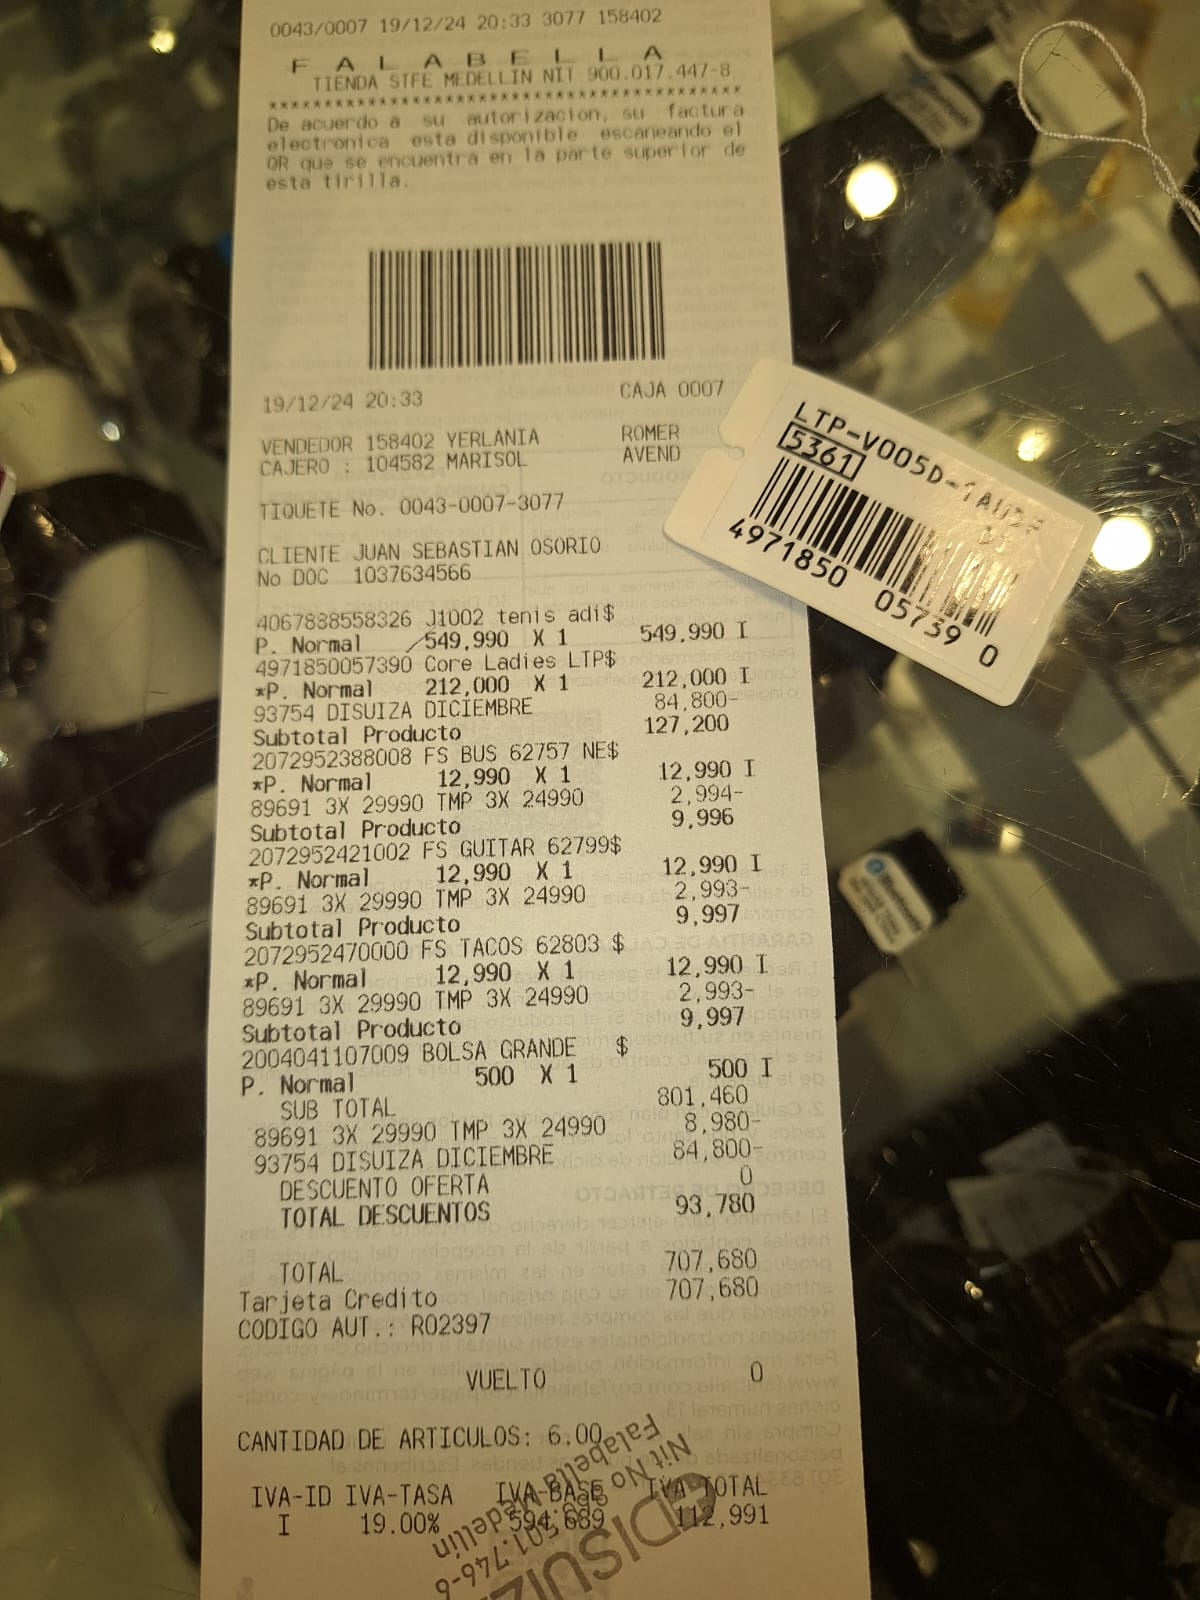 0043/0007 19/12/24 20:33 3077 158402
F A L A B E L L A
TIENDA STFE MEDELLIN NIT 900.017.447-8
****************************************
De acuerdo a su autorizacion, su factura
electronica esta disponible escaneando el
QR que se encuentra en la parte superior de
esta tirilla.
19/12/24 20:33 CAJA 0007
VENDEDOR 158402 YERLANIA ROMER
CAJERO : 104582 MARISOL AVEND
TIQUETE No. 0043-0007-3077
CLIENTE JUAN SEBASTIAN OSORIO
No DOC 1037634566
4067888558326 J1002 tenis adi$
P. Normal 549,990 X 1 549,990 I
4971850057390 Core Ladies LTP$
*P. Normal 212,000 X 1 212,000 I
93754 DISUIZA DICIEMBRE 84,800-
Subtotal Producto 127,200
2072952388008 FS BUS 62757 NE$
*P. Normal 12,990 X 1 12,990 I
89691 3X 29990 TMP 3X 24990 2,994-
Subtotal Producto 9,996
2072952421002 FS GUITAR 62799$
*P. Normal 12,990 X 1 12,990 I
89691 3X 29990 TMP 3X 24990 2,993-
Subtotal Producto 9,997
2072952470000 FS TACOS 62803 $
*P. Normal 12,990 X 1 12,990 I
89691 3X 29990 TMP 3X 24990 2,993-
Subtotal Producto 9,997
2004041107009 BOLSA GRANDE $
P. Normal 500 X 1 500 I
SUB TOTAL 801,460
89691 3X 29990 TMP 3X 24990 8,980-
93754 DISUIZA DICIEMBRE 84,800-
DESCUENTO OFERTA 0
TOTAL DESCUENTOS 93,780
TOTAL 707,680
Tarjeta Credito 707,680
CODIGO AUT.: R02397
VUELTO 0
CANTIDAD DE ARTICULOS: 6.00
IVA-ID IVA-TASA IVA-BASE IVA TOTAL
I 19.00% 594,689 112,991
DISUIZ
Nit No
501.746-6
Falabella Medellin
5361
4971850 05739 0